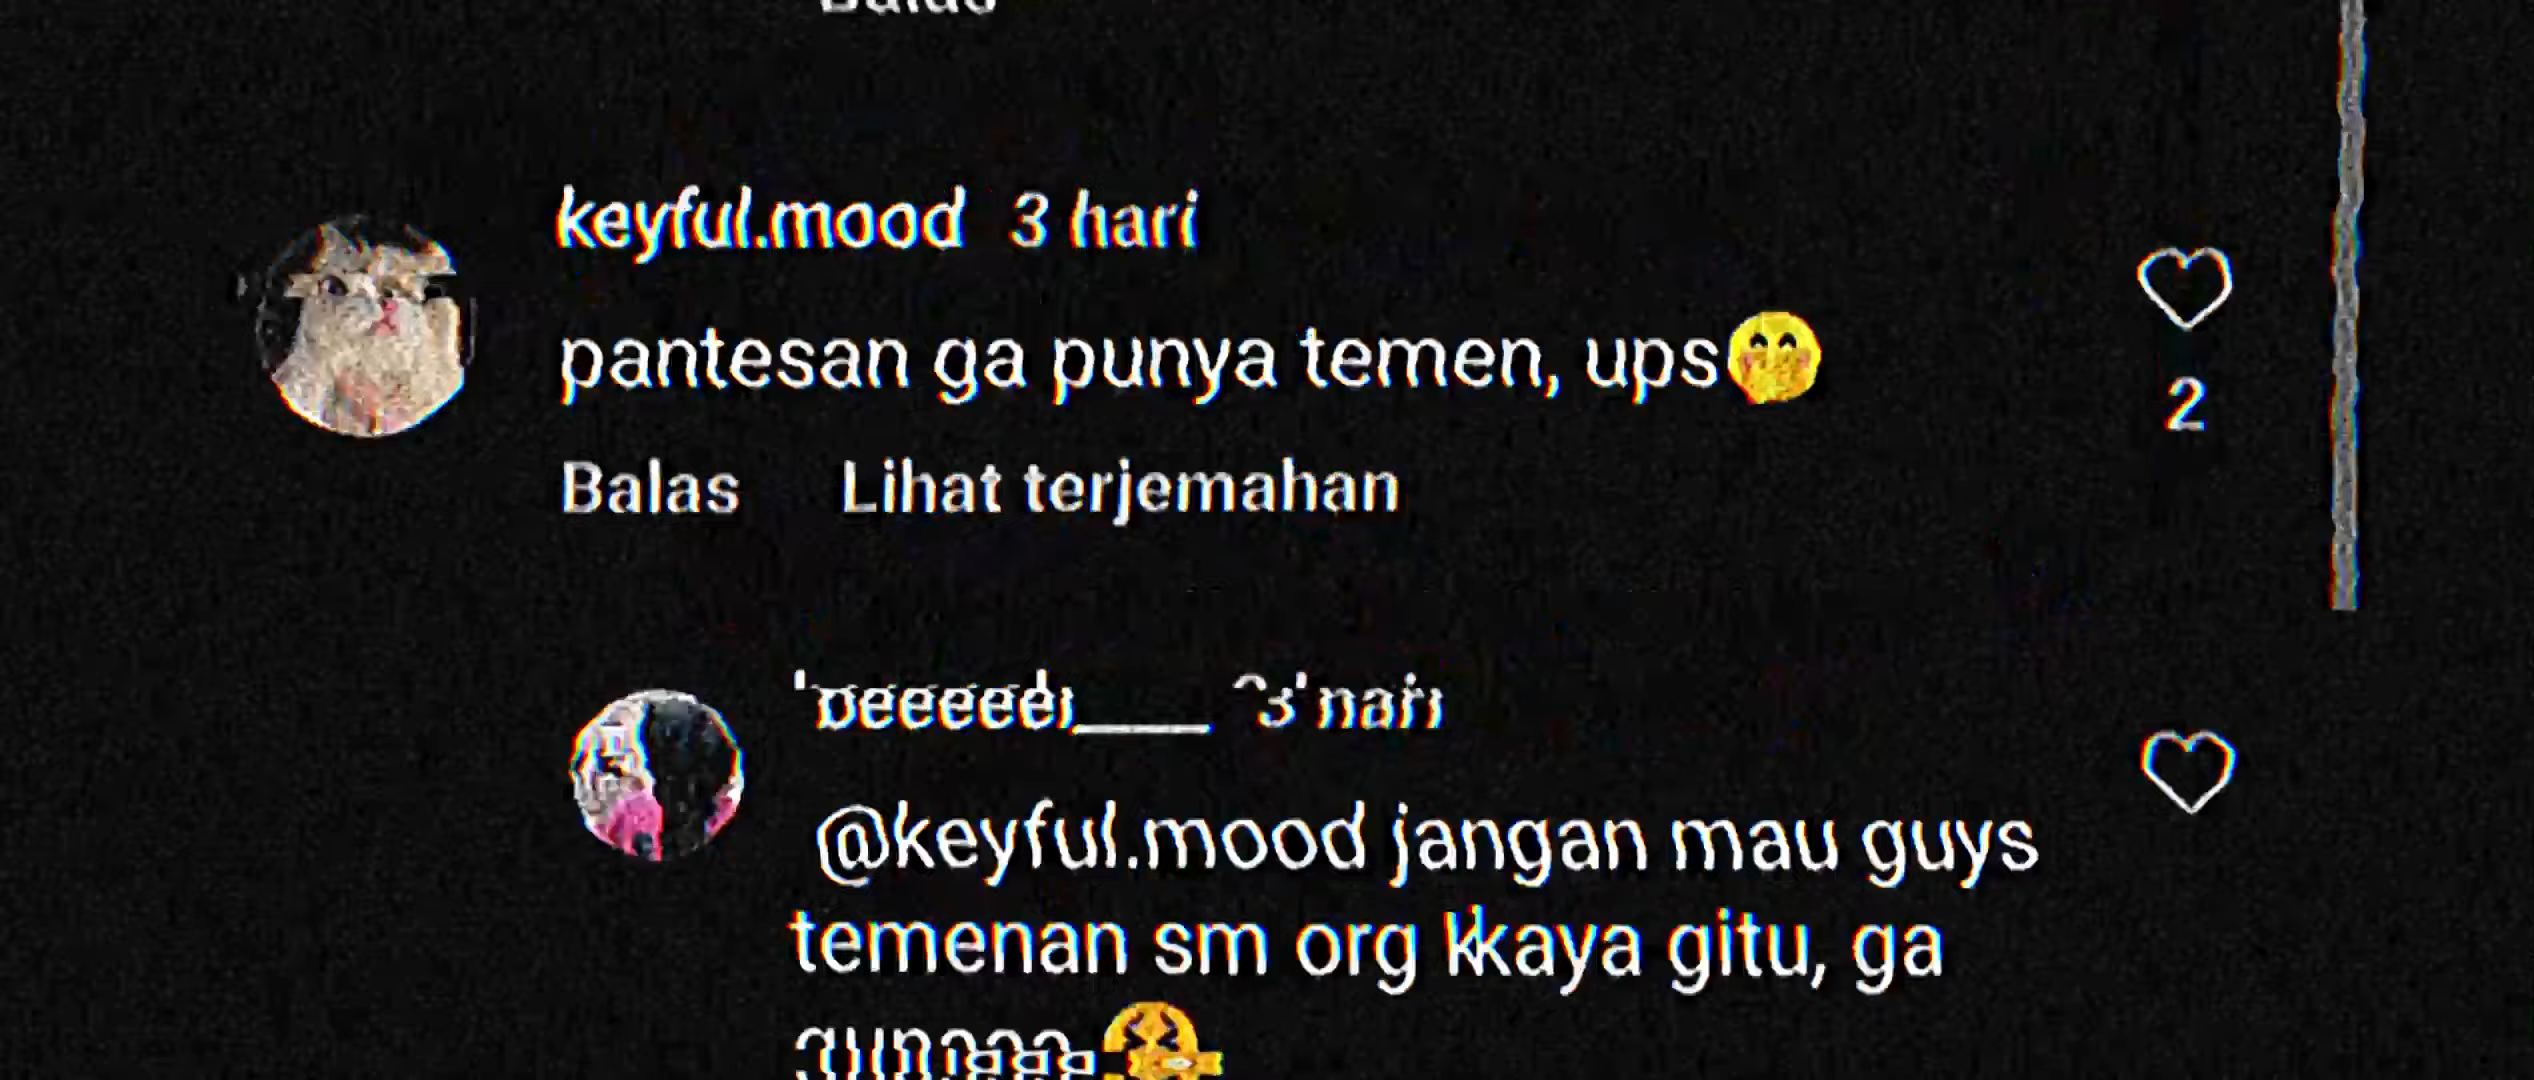 Balas
keyful.mood 3 hari
pantesan ga punya temen, ups🤭
2
Balas Lihat terjemahan
3 hari
@keyful.mood jangan mau guys
temenan sm org kkaya gitu, ga